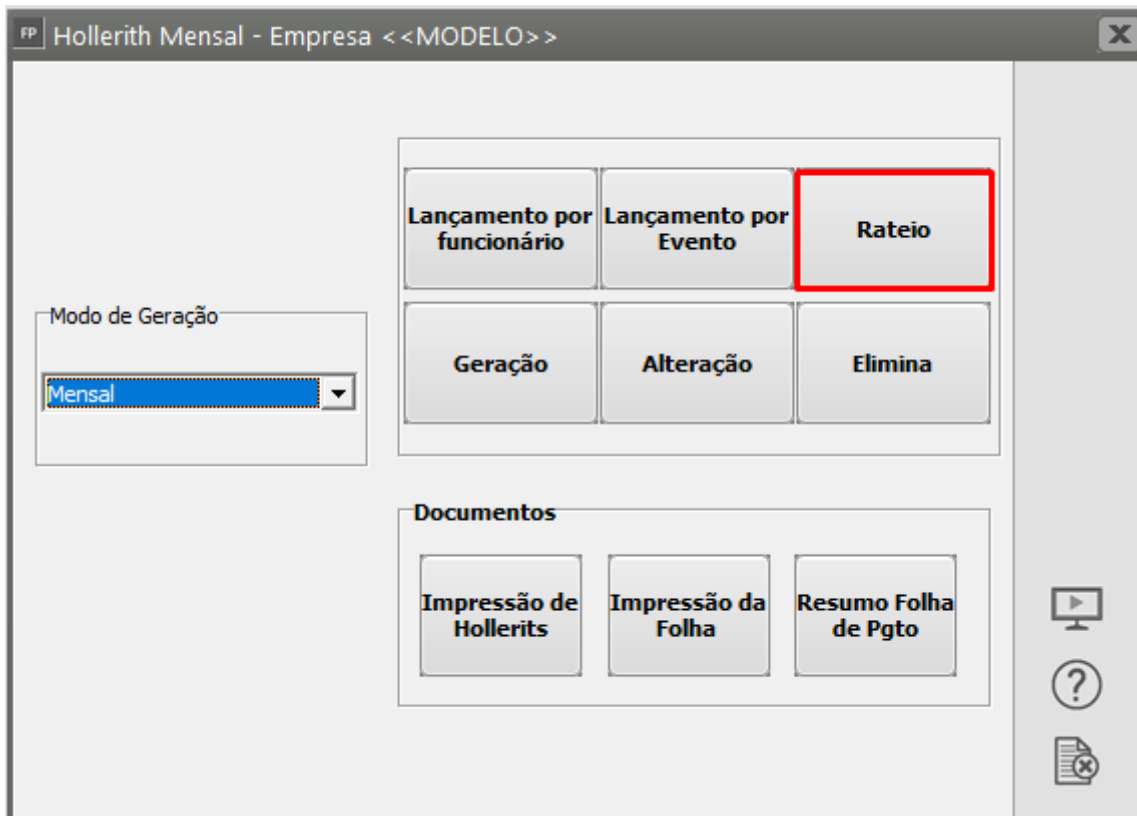 FP Hollerith Mensal - Empresa <<MODELO>>
Lançamento por
funcionário
Lançamento por
Evento
Rateio
Modo de Geração
Mensal
Geração
Alteração
Elimina
Documentos
Impressão de
Hollerits
Impressão da
Folha
Resumo Folha
de Pgto